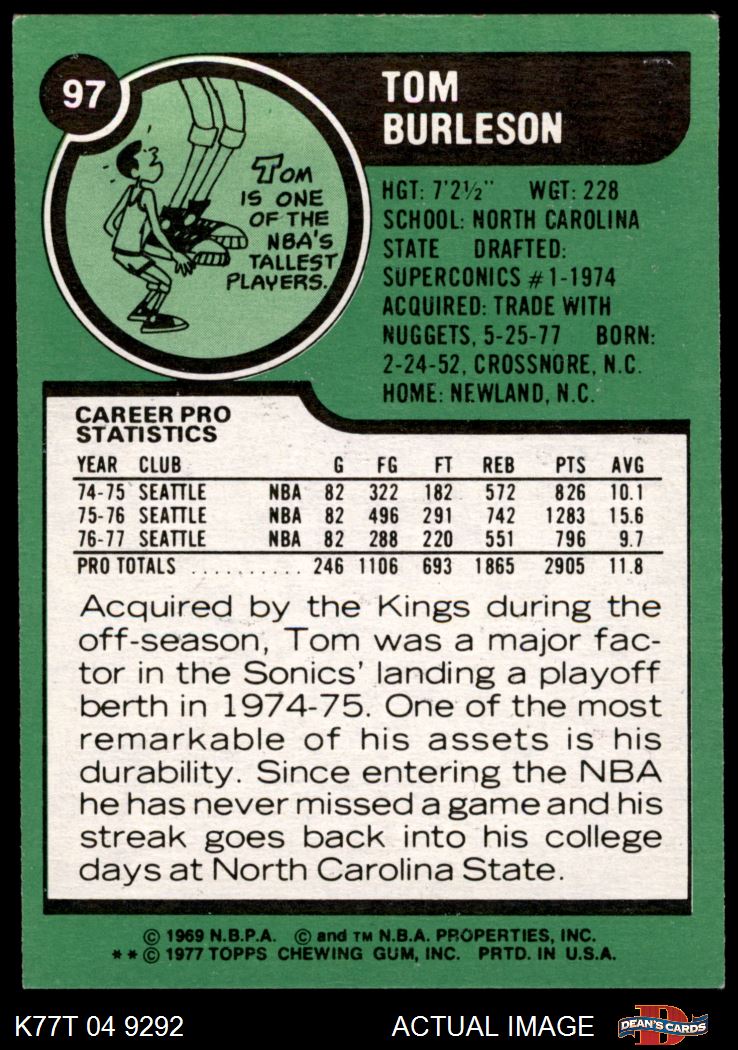 97
TOM
BURLESON
TOM
IS ONE
OF THE
NBA'S
TALLEST
PLAYERS.
HGT: 7'2½" WGT: 228
SCHOOL: NORTH CAROLINA
STATE DRAFTED:
SUPERCONICS #1-1974
ACQUIRED: TRADE WITH
NUGGETS, 5-25-77 BORN:
2-24-52, CROSSNORE, N.C.
HOME: NEWLAND, N.C.
CAREER PRO
STATISTICS
YEAR CLUB G FG FT REB PTS AVG
74-75 SEATTLE NBA 82 322 182 572 826 10.1
75-76 SEATTLE NBA 82 496 291 742 1283 15.6
76-77 SEATTLE NBA 82 288 220 551 796 9.7
PRO TOTALS .......... 246 1106 693 1865 2905 11.8
Acquired by the Kings during the
off-season, Tom was a major fac-
tor in the Sonics' landing a playoff
berth in 1974-75. One of the most
remarkable of his assets is his
durability. Since entering the NBA
he has never missed a game and his
streak goes back into his college
days at North Carolina State.
© 1969 N.B.P.A. © and TM N.B.A. PROPERTIES, INC.
** © 1977 TOPPS CHEWING GUM, INC. PRTD. IN U.S.A.
K77T 04 9292 ACTUAL IMAGE DEAN'S CARDS